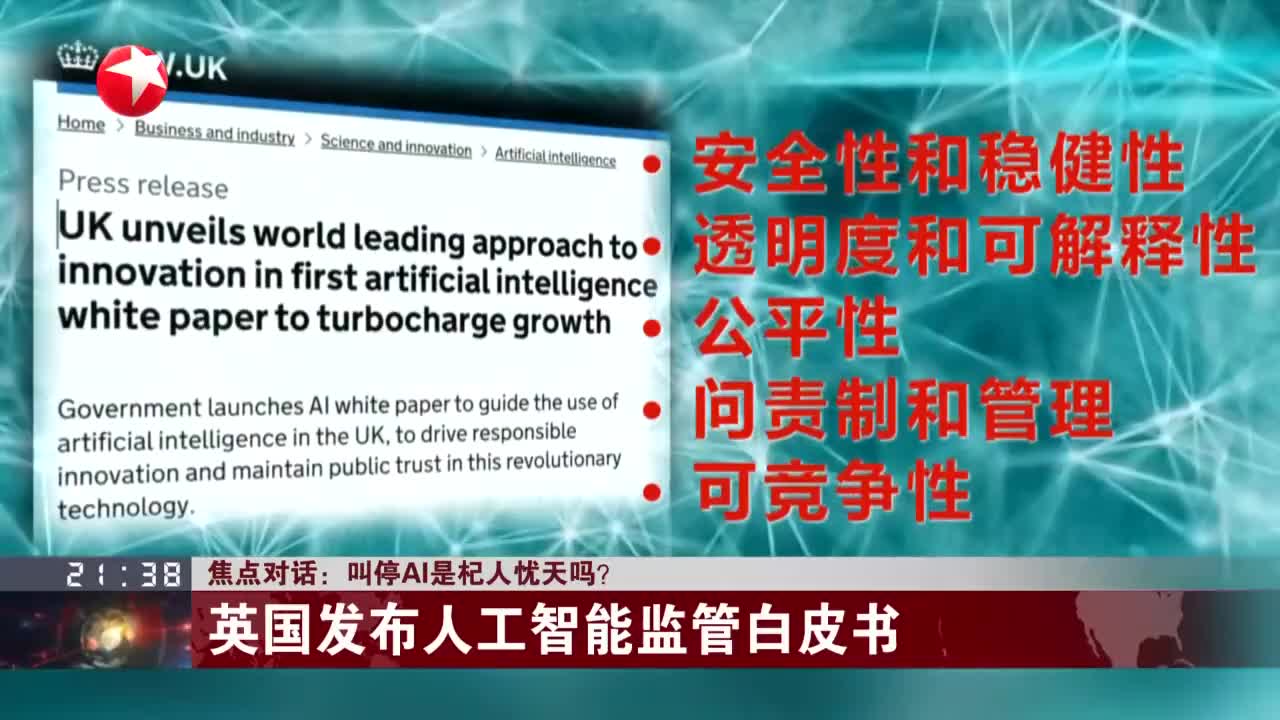 .UK
Home > Business and industry > Science and innovation > Artificial intelligence
Press release
UK unveils world leading approach to
innovation in first artificial intelligence
white paper to turbocharge growth
Government launches AI white paper to guide the use of
artificial intelligence in the UK, to drive responsible
innovation and maintain public trust in this revolutionary
technology.
• 安全性和稳健性
• 透明度和可解释性
• 公平性
• 问责制和管理
• 可竞争性
21:38
焦点对话：叫停AI是杞人忧天吗？
英国发布人工智能监管白皮书